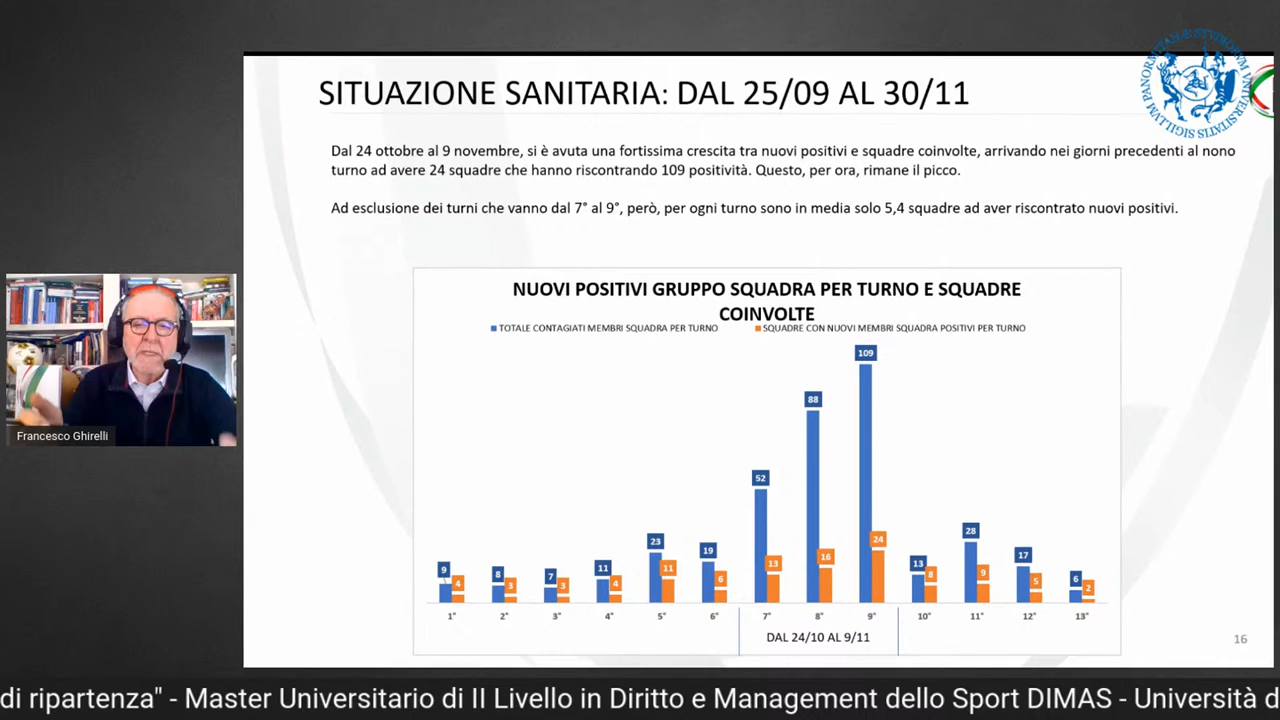 SITUAZIONE SANITARIA: DAL 25/09 AL 30/11
Dal 24 ottobre al 9 novembre, si è avuta una fortissima crescita tra nuovi positivi e squadre coinvolte, arrivando nei giorni precedenti al nono
turno ad avere 24 squadre che hanno riscontrando 109 positività. Questo, per ora, rimane il picco.
Ad esclusione dei turni che vanno dal 7° al 9°, però, per ogni turno sono in media solo 5,4 squadre ad aver riscontrato nuovi positivi.
NUOVI POSITIVI GRUPPO SQUADRA PER TURNO E SQUADRE
COINVOLTE
TOTALE CONTAGIATI MEMBRI SQUADRA PER TURNO
SQUADRE CON NUOVI MEMBRI SQUADRA POSITIVI PER TURNO
9 4 8 3 7 3 11 4 23 11 19 6 52 13 88 16 109 24 13 8 28 9 17 5 6 2
1° 2° 3° 4° 5° 6° 7° 8° 9° 10° 11° 12° 13°
DAL 24/10 AL 9/11
16
Francesco Ghirelli
di ripartenza" - Master Universitario di II Livello in Diritto e Management dello Sport DIMAS - Università d